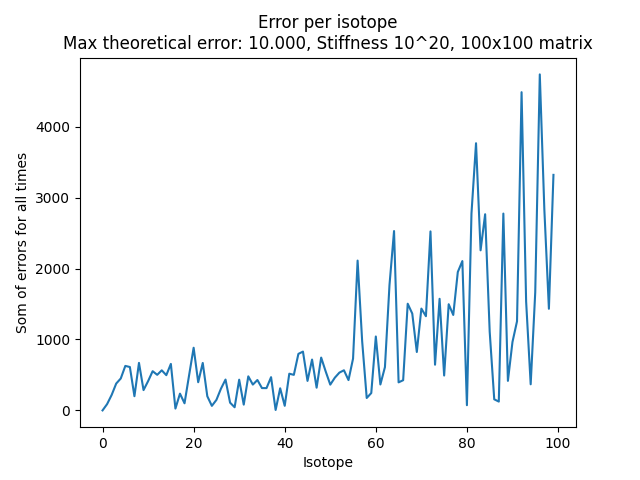 Error per isotope
Max theoretical error: 10.000, Stiffness 10^20, 100x100 matrix
Som of errors for all times
4000
3000
2000
1000
0
0 20 40 60 80 100
Isotope